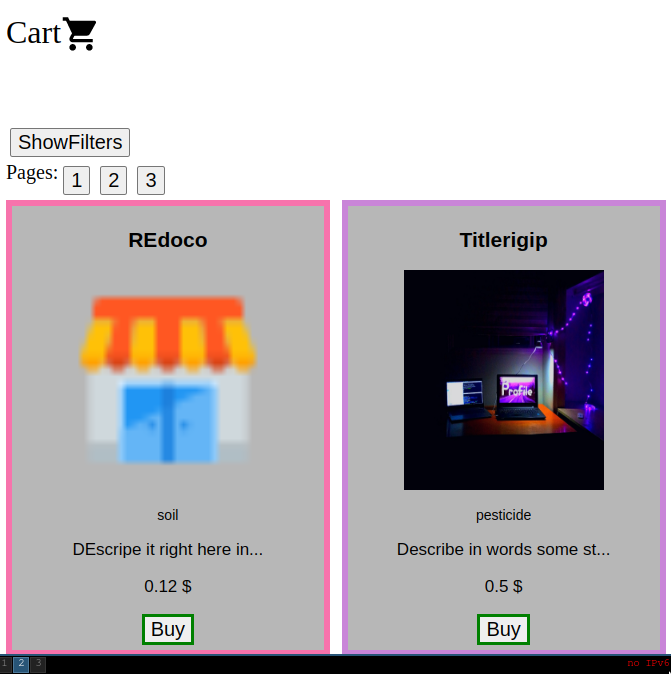 Cart
ShowFilters
Pages: 1 2 3
REdoco
Titlerigip
Profile
soil
pesticide
DEscripe it right here in...
Describe in words some st...
0.12 $
0.5 $
Buy
Buy
1 2 3
no IPv6